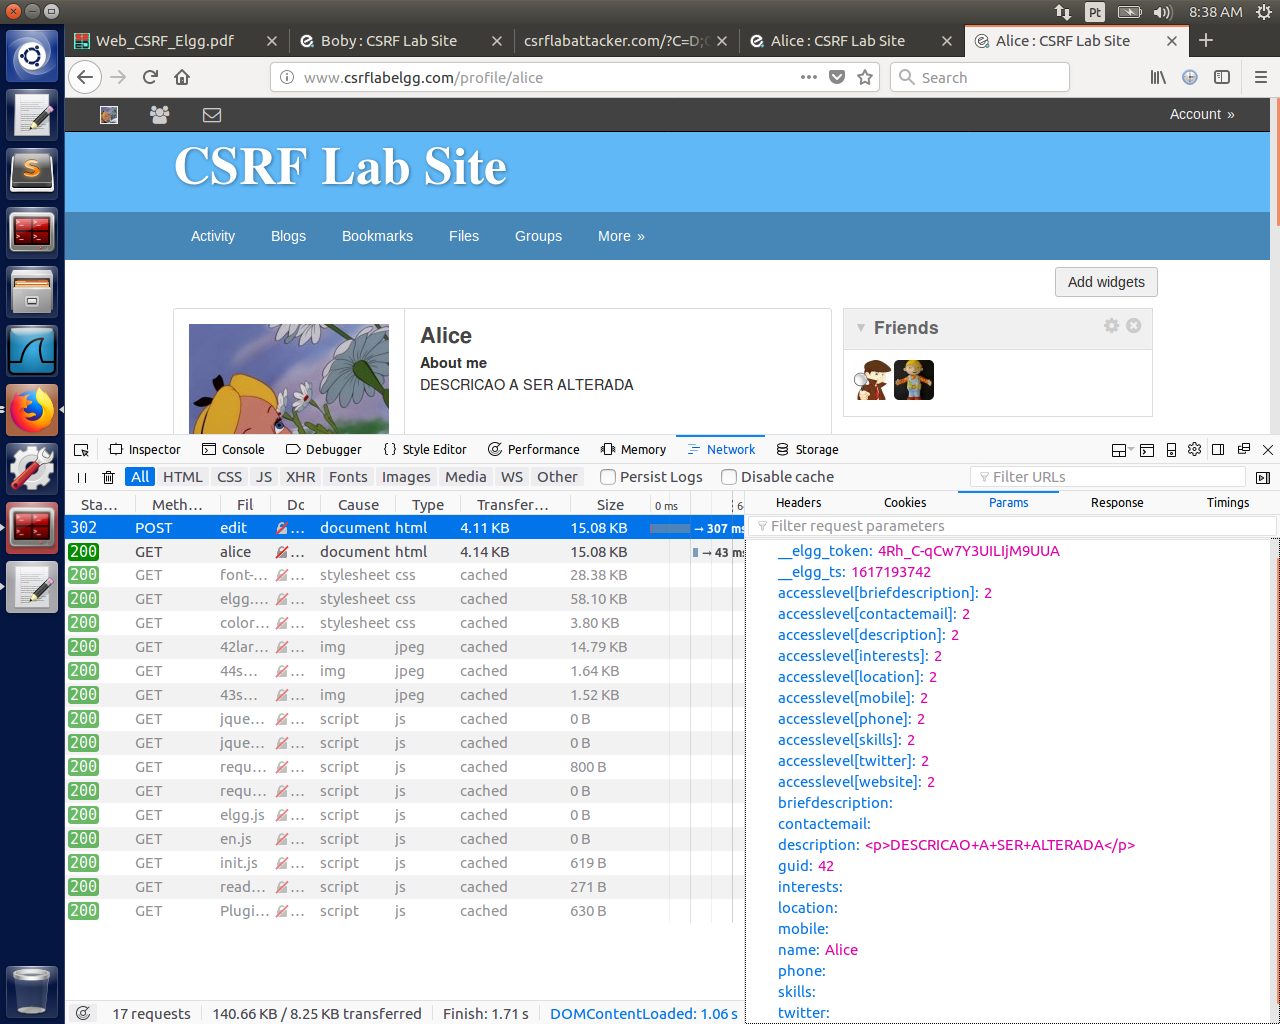 Pt 8:38 AM
Web_CSRF_Elgg.pdf Boby : CSRF Lab Site csrflabattacker.com/?C=D; Alice : CSRF Lab Site Alice : CSRF Lab Site
www.csrflabelgg.com/profile/alice Search
Account »
CSRF Lab Site
Activity Blogs Bookmarks Files Groups More »
Add widgets
Alice
About me
DESCRICAO A SER ALTERADA
Friends
Inspector Console Debugger Style Editor Performance Memory Network Storage
All HTML CSS JS XHR Fonts Images Media WS Other Persist Logs Disable cache Filter URLs
Sta… Meth… Fil Dc Cause Type Transfer… Size 0 ms 6
302 POST edit … document html 4.11 KB 15.08 KB → 307 ms
200 GET alice … document html 4.14 KB 15.08 KB → 43 ms
200 GET font-… … stylesheet css cached 28.38 KB
200 GET elgg.… … stylesheet css cached 58.10 KB
200 GET color… … stylesheet css cached 3.80 KB
200 GET 42lar… … img jpeg cached 14.79 KB
200 GET 44s… … img jpeg cached 1.64 KB
200 GET 43s… … img jpeg cached 1.52 KB
200 GET jque… … script js cached 0 B
200 GET jque… … script js cached 0 B
200 GET requ… … script js cached 800 B
200 GET requ… … script js cached 0 B
200 GET elgg.js … script js cached 0 B
200 GET en.js … script js cached 0 B
200 GET init.js … script js cached 619 B
200 GET read… … script js cached 271 B
200 GET Plugi… … script js cached 630 B
17 requests 140.66 KB / 8.25 KB transferred Finish: 1.71 s DOMContentLoaded: 1.06 s
Headers Cookies Params Response Timings
Filter request parameters
__elgg_token: 4Rh_C-qCw7Y3UILIjM9UUA
__elgg_ts: 1617193742
accesslevel[briefdescription]: 2
accesslevel[contactemail]: 2
accesslevel[description]: 2
accesslevel[interests]: 2
accesslevel[location]: 2
accesslevel[mobile]: 2
accesslevel[phone]: 2
accesslevel[skills]: 2
accesslevel[twitter]: 2
accesslevel[website]: 2
briefdescription:
contactemail:
description: <p>DESCRICAO+A+SER+ALTERADA</p>
guid: 42
interests:
location:
mobile:
name: Alice
phone:
skills:
twitter: